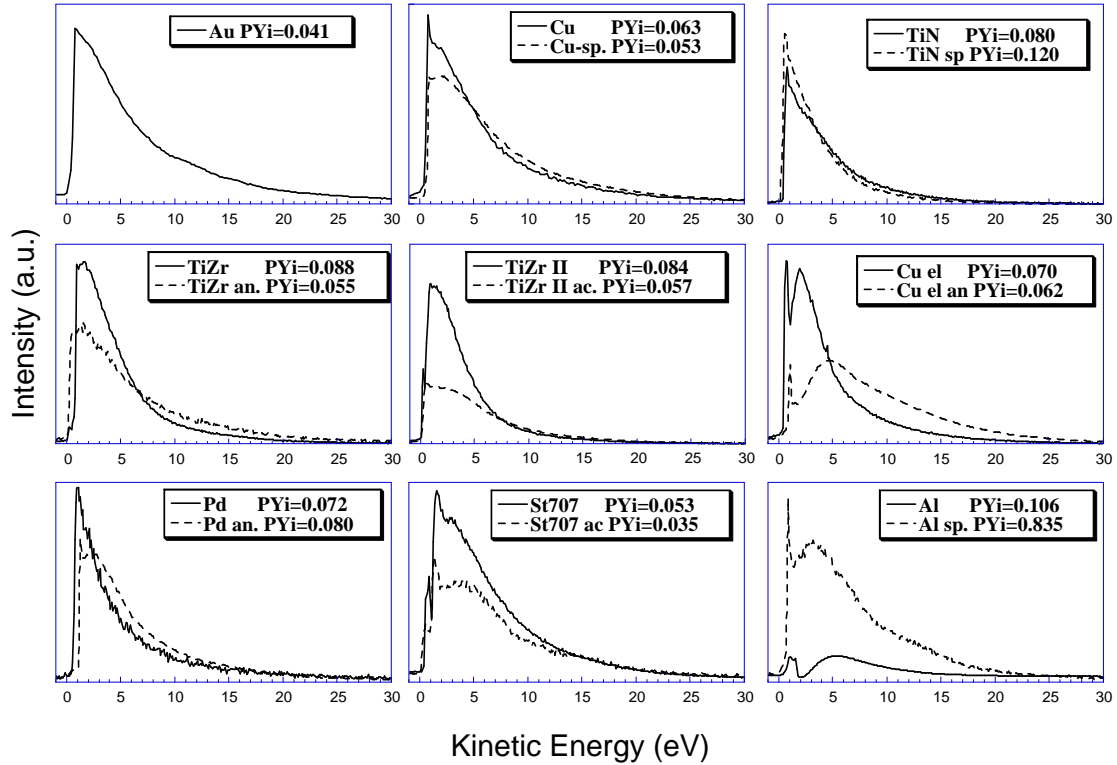 Au PYi=0.041
Cu PYi=0.063
Cu-sp. PYi=0.053
TiN PYi=0.080
TiN sp PYi=0.120
0 5 10 15 20 25 30
0 5 10 15 20 25 30
0 5 10 15 20 25 30
Intensity (a.u.)
TiZr PYi=0.088
TiZr an. PYi=0.055
TiZr II PYi=0.084
TiZr II ac. PYi=0.057
Cu el PYi=0.070
Cu el an PYi=0.062
0 5 10 15 20 25 30
0 5 10 15 20 25 30
0 5 10 15 20 25 30
Pd PYi=0.072
Pd an. PYi=0.080
St707 PYi=0.053
St707 ac PYi=0.035
Al PYi=0.106
Al sp. PYi=0.835
0 5 10 15 20 25 30
0 5 10 15 20 25 30
0 5 10 15 20 25 30
Kinetic Energy (eV)